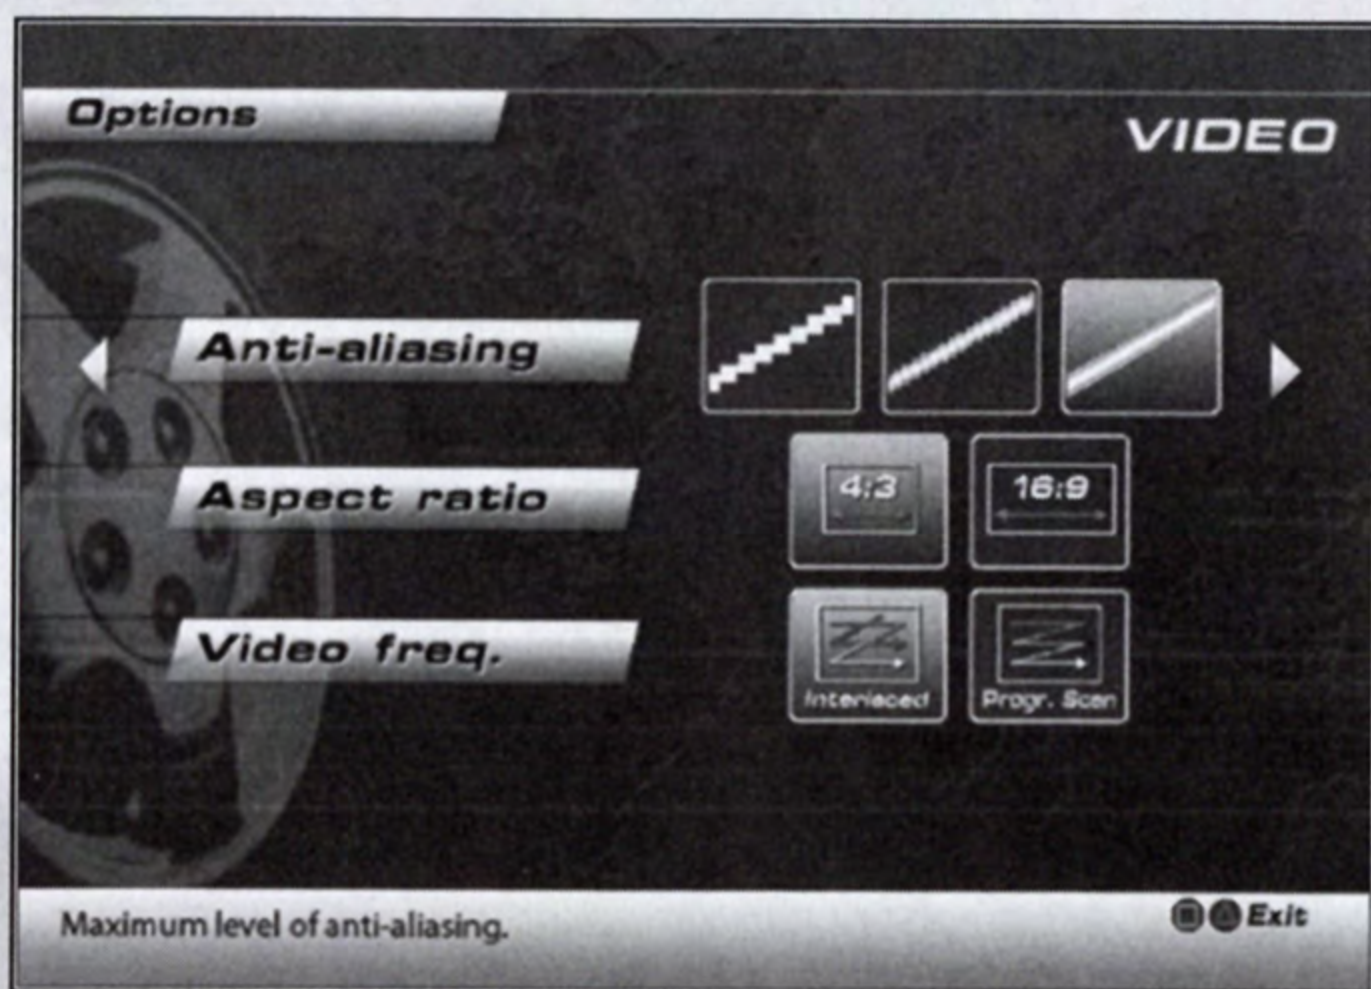 Options
VIDEO
Anti-aliasing
Aspect ratio
4:3
16:9
Video freq.
Interlaced
Progr. Scan
Maximum level of anti-aliasing.
Exit